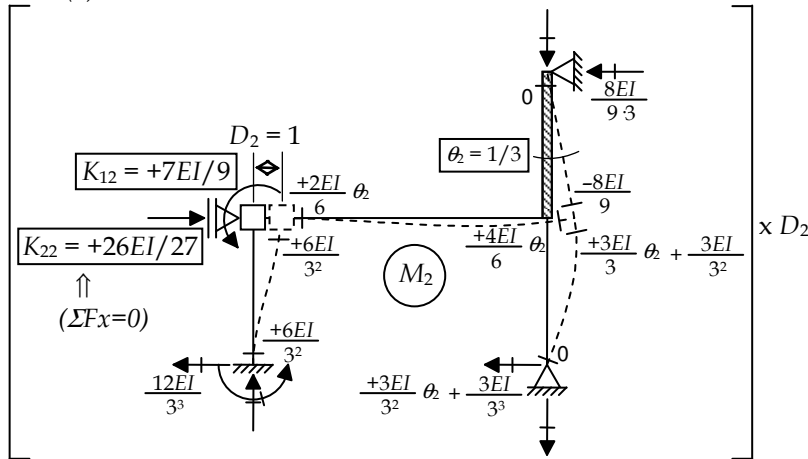 0
8EI
9·3
D₂ = 1
K₁₂ = +7EI/9
θ₂ = 1/3
+2EI
6
θ₂
-8EI
9
K₂₂ = +26EI/27
+6EI
3²
+4EI
6
θ₂
+3EI
3
θ₂ + 3EI
3²
x D₂
⇑
(ΣFx=0)
M₂
+6EI
3²
0
12EI
3³
+3EI
3²
θ₂ + 3EI
3³